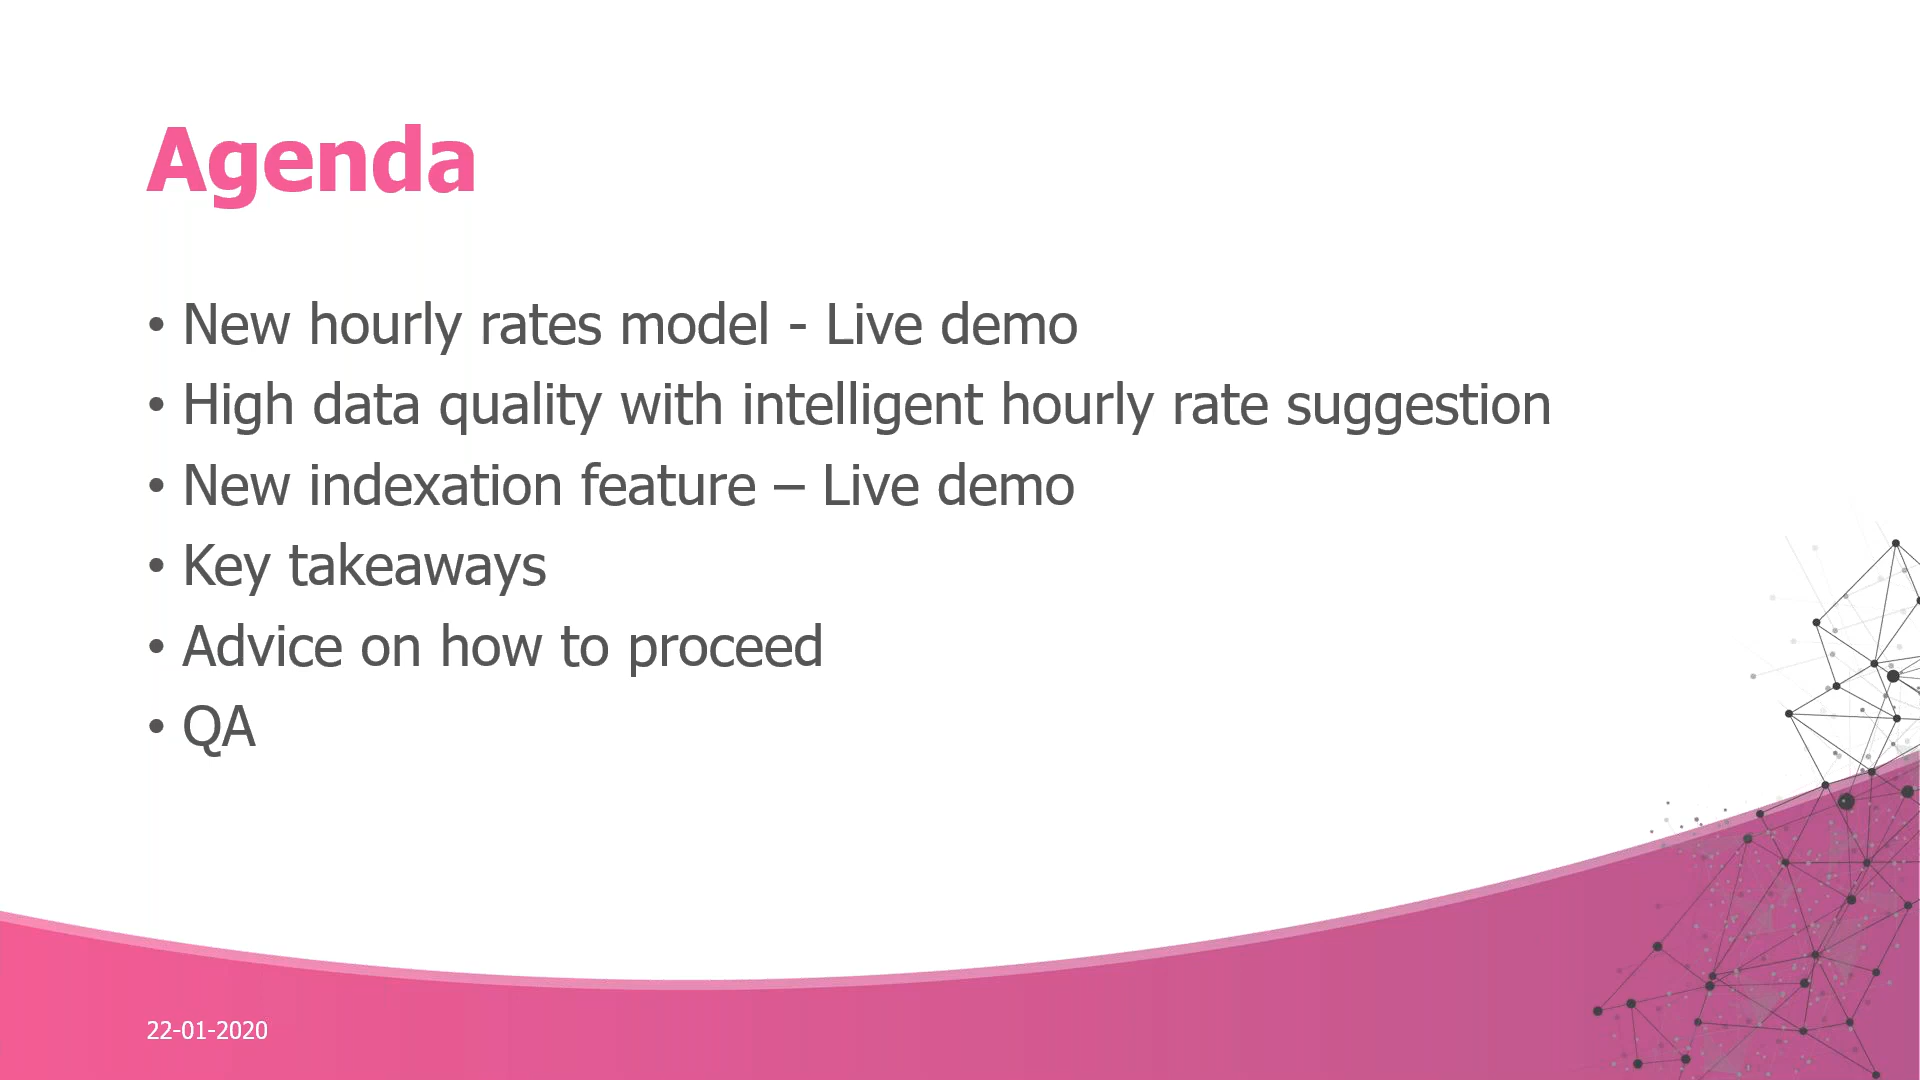 Agenda
• New hourly rates model - Live demo
• High data quality with intelligent hourly rate suggestion
• New indexation feature – Live demo
• Key takeaways
• Advice on how to proceed
• QA
22-01-2020